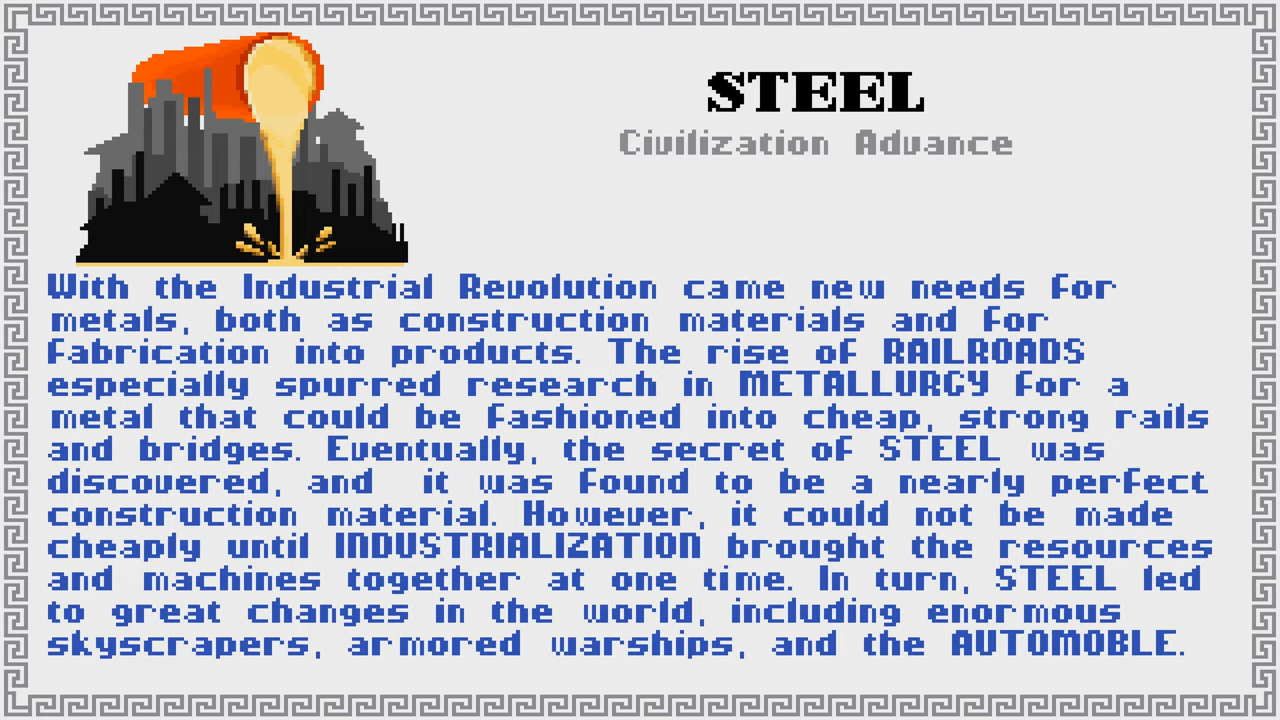 STEEL
Civilization Advance
With the Industrial Revolution came new needs for
metals, both as construction materials and for
fabrication into products. The rise of RAILROADS
especially spurred research in METALLURGY for a
metal that could be fashioned into cheap, strong rails
and bridges. Eventually, the secret of STEEL was
discovered, and  it was found to be a nearly perfect
construction material. However, it could not be made
cheaply until INDUSTRIALIZATION brought the resources
and machines together at one time. In turn, STEEL led
to great changes in the world, including enormous
skyscrapers, armored warships, and the AUTOMOBLE.